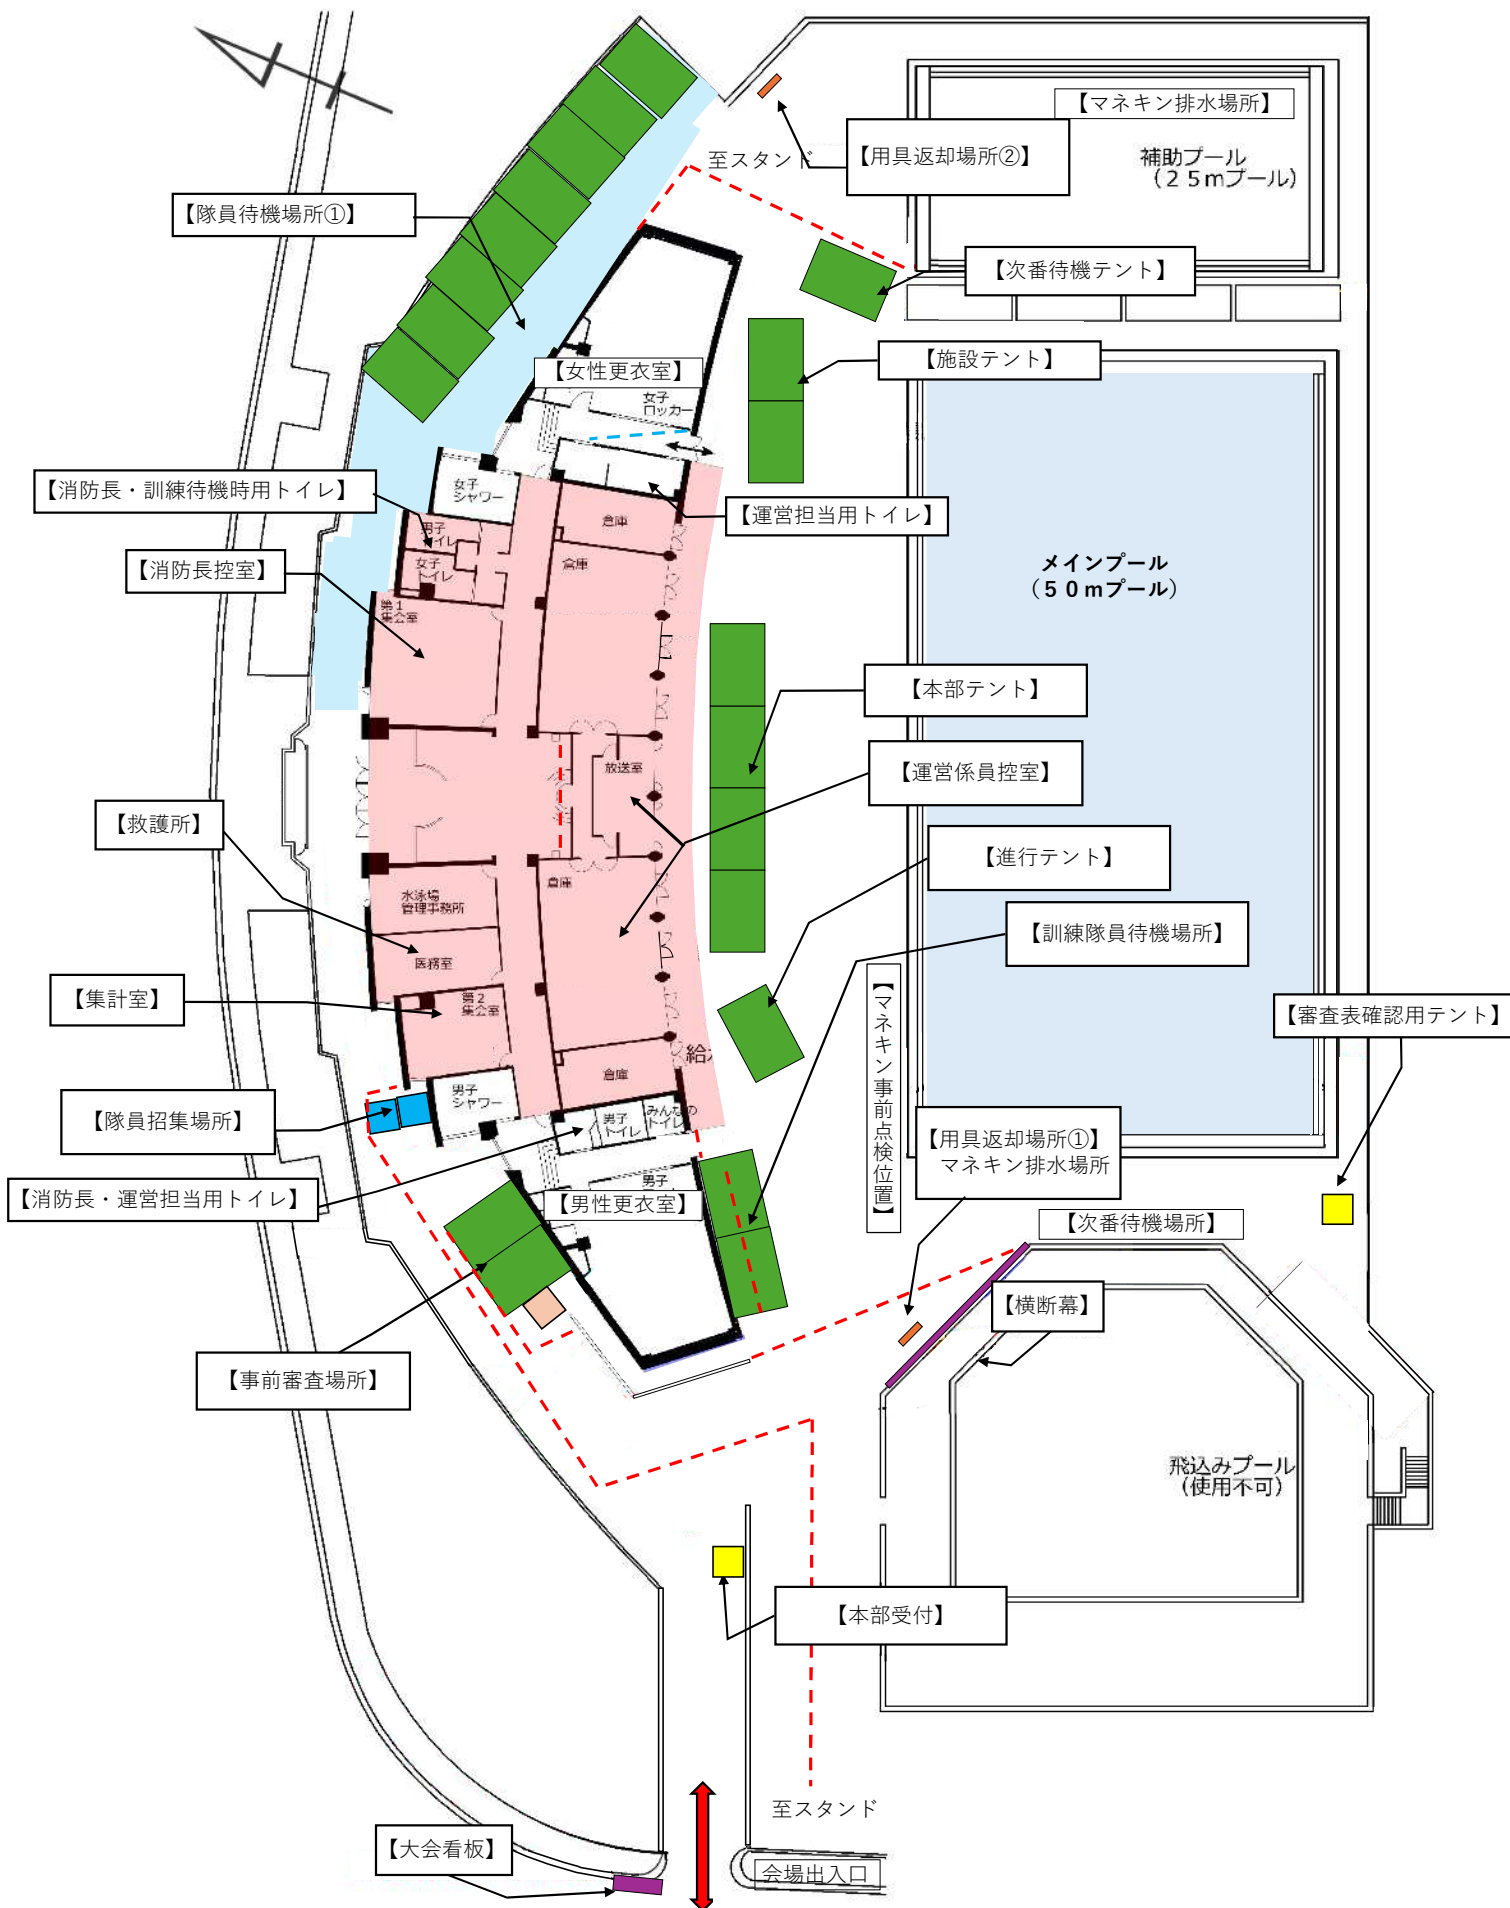 【マネキン排水場所】
補助プール
(25mプール)
【用具返却場所②】
至スタンド
【隊員待機場所①】
【次番待機テント】
【施設テント】
【女性更衣室】
女子
ロッカー
【消防長・訓練待機時用トイレ】
女子
シャワー
倉庫
【運営担当用トイレ】
男子
トイレ
女子
トイレ
倉庫
【消防長控室】
第1
集会室
メインプール
(50mプール)
【本部テント】
放送室
【運営係員控室】
【救護所】
【進行テント】
倉庫
水泳場
管理事務所
医務室
【訓練隊員待機場所】
【集計室】
第2
集会室
【マネキン事前点検位置】
【審査表確認用テント】
給
倉庫
男子
シャワー
【隊員招集場所】
男子
トイレ
みんなの
トイレ
【用具返却場所①】
マネキン排水場所
【消防長・運営担当用トイレ】
男子
【男性更衣室】
【次番待機場所】
【横断幕】
【事前審査場所】
飛込みプール
(使用不可)
【本部受付】
至スタンド
【大会看板】
会場出入口